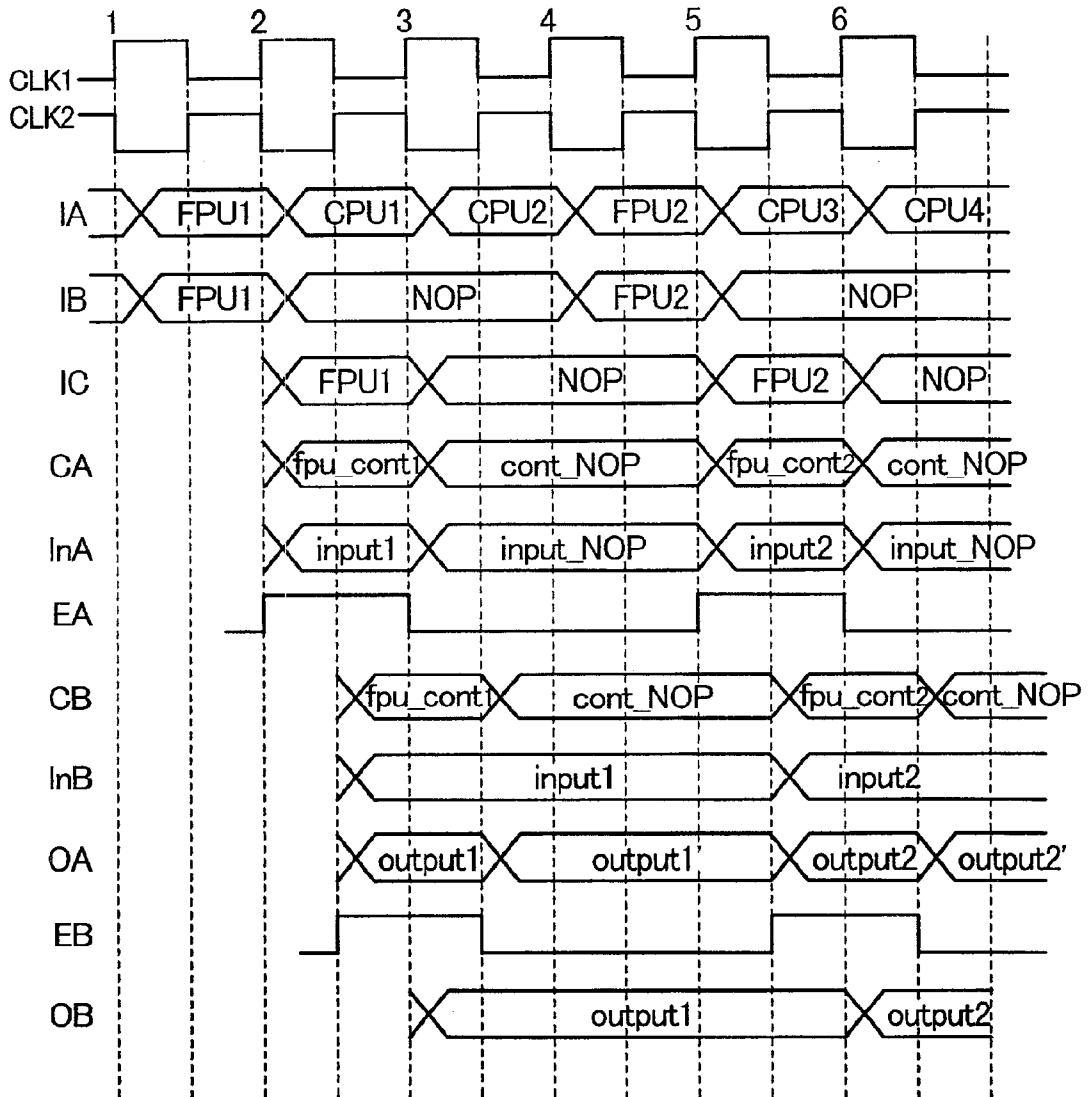 1 2 3 4 5 6
CLK1
CLK2
IA FPU1 CPU1 CPU2 FPU2 CPU3 CPU4
IB FPU1 NOP FPU2 NOP
IC FPU1 NOP FPU2 NOP
CA fpu_cont1 cont_NOP fpu_cont2 cont_NOP
InA input1 input_NOP input2 input_NOP
EA
CB fpu_cont1 cont_NOP fpu_cont2 cont_NOP
InB input1 input2
OA output1 output1' output2 output2'
EB
OB output1 output2